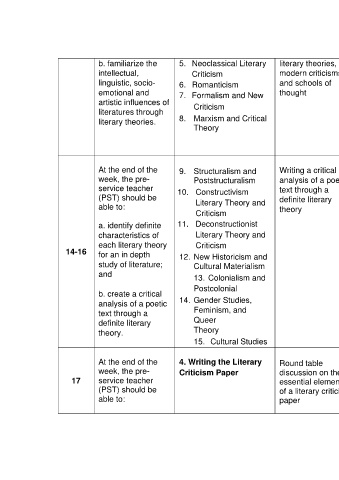 b. familiarize the
intellectual,
linguistic, socio-
emotional and
artistic influences of
literatures through
literary theories.
5. Neoclassical Literary
Criticism
6. Romanticism
7. Formalism and New
Criticism
8. Marxism and Critical
Theory
literary theories,
modern criticisms
and schools of
thought
14-16
At the end of the
week, the pre-
service teacher
(PST) should be
able to:
a. identify definite
characteristics of
each literary theory
for an in depth
study of literature;
and
b. create a critical
analysis of a poetic
text through a
definite literary
theory.
9. Structuralism and
Poststructuralism
10. Constructivism
Literary Theory and
Criticism
11. Deconstructionist
Literary Theory and
Criticism
12. New Historicism and
Cultural Materialism
13. Colonialism and
Postcolonial
14. Gender Studies,
Feminism, and
Queer
Theory
15. Cultural Studies
Writing a critical
analysis of a poe
text through a
definite literary
theory
17
At the end of the
week, the pre-
service teacher
(PST) should be
able to:
4. Writing the Literary
Criticism Paper
Round table
discussion on the
essential elemen
of a literary critici
paper